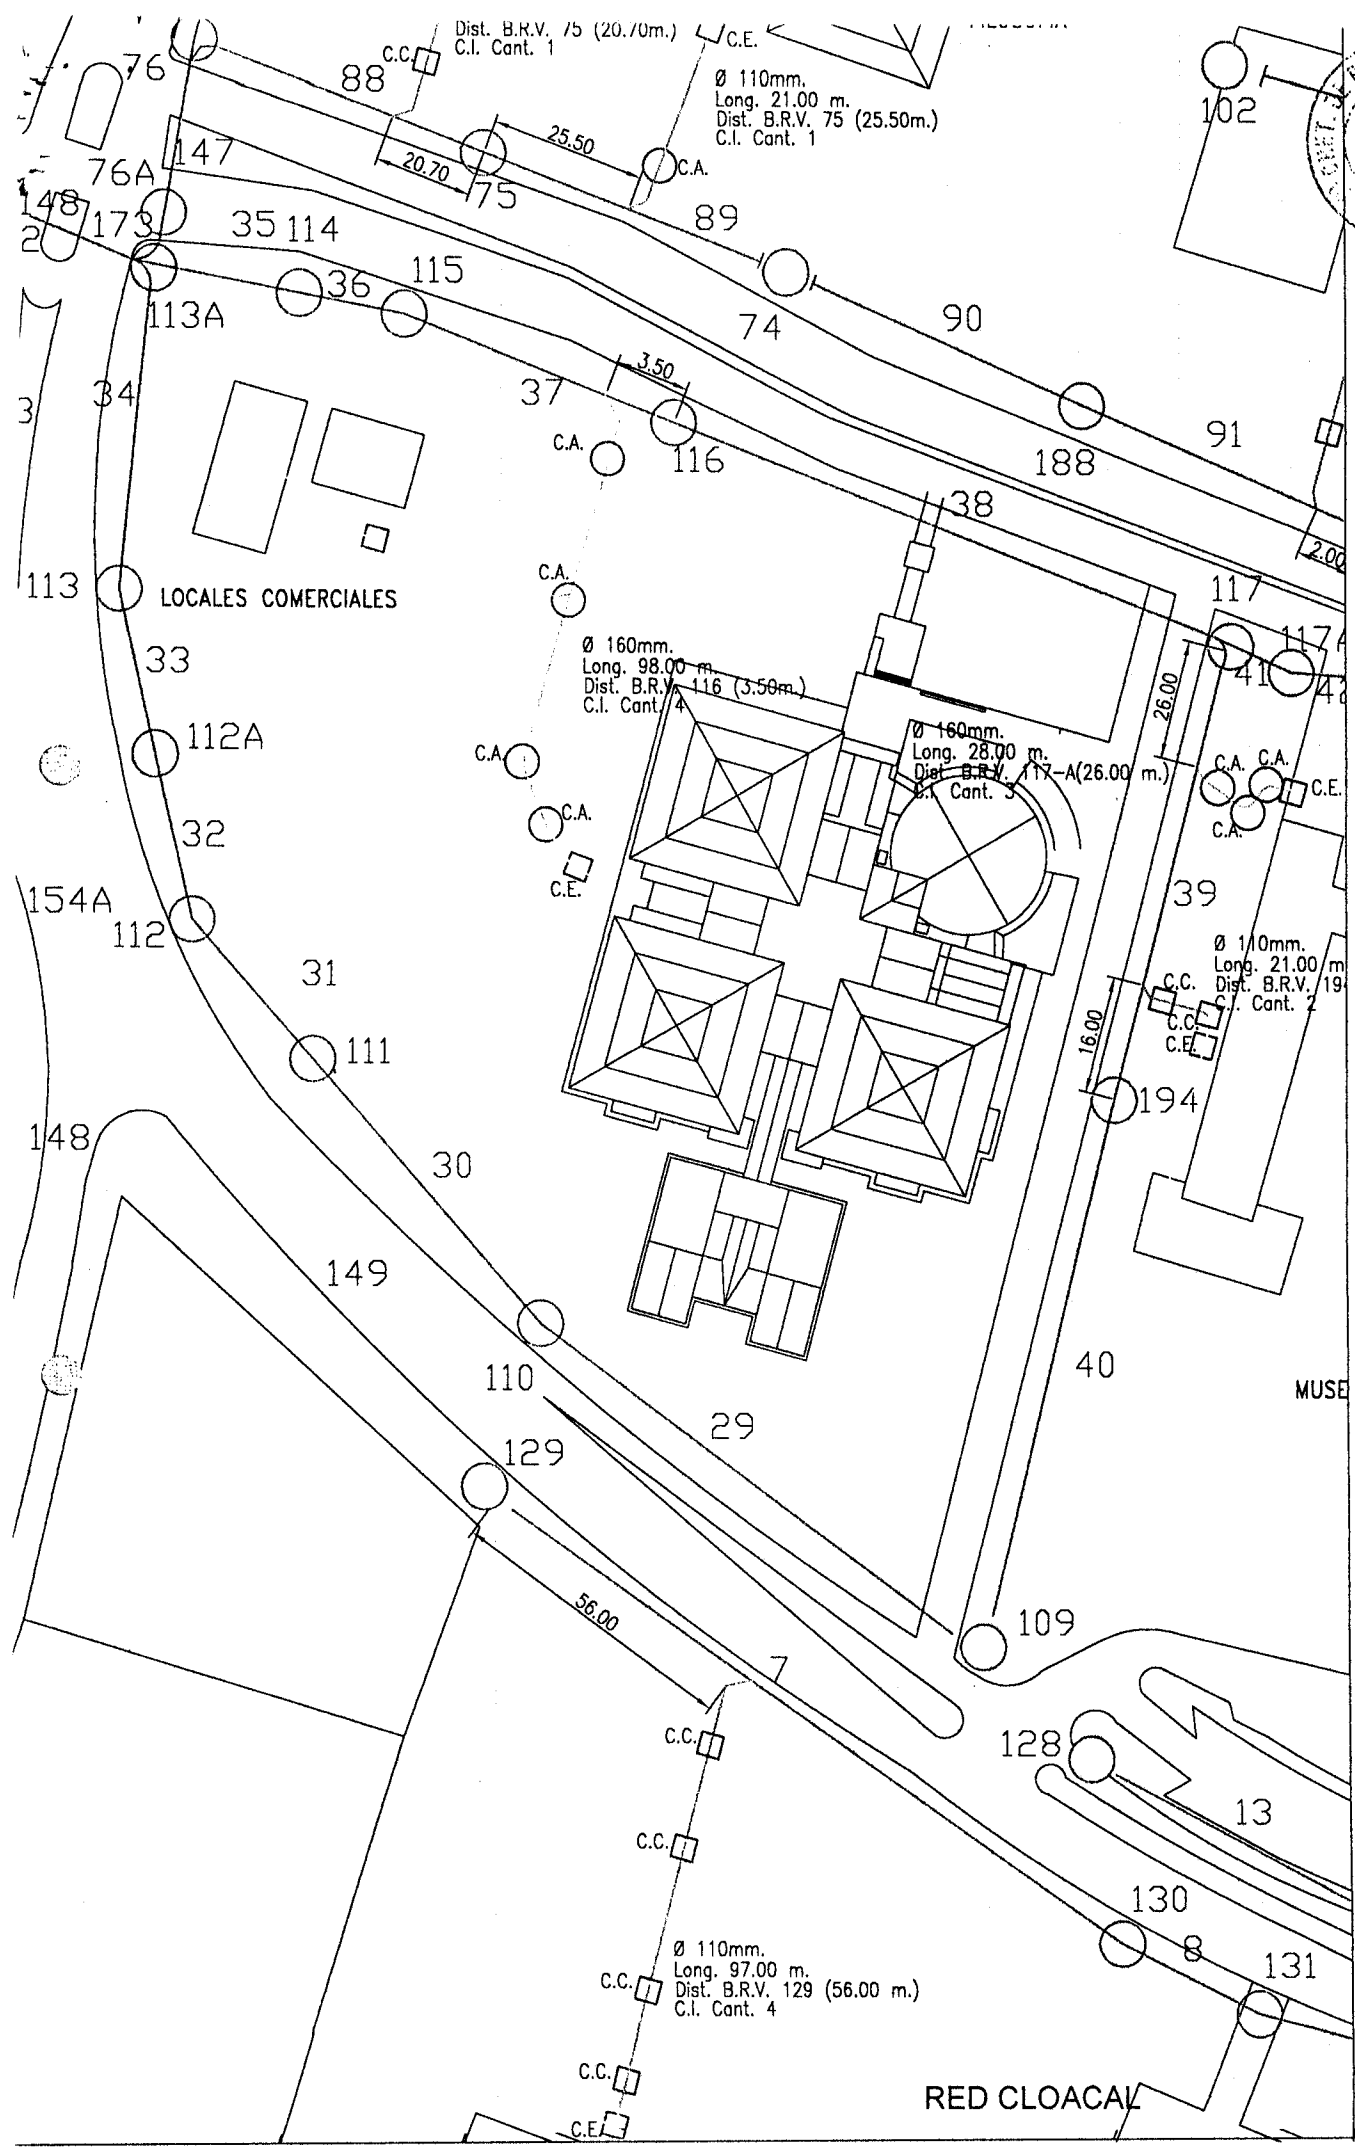 Dist. B.R.V. 75 (20.70m.)
C.I. Cant. 1
C.C.
C.E.
76
88
Ø 110mm.
Long. 21.00 m.
Dist. B.R.V. 75 (25.50m.)
C.I. Cant. 1
102
25.50
20.70
C.A.
147
76A
75
148
173
35
114
89
2
36
115
113A
74
90
3.50
34
37
3
C.A.
116
91
188
38
2.00
113
LOCALES COMERCIALES
C.A.
117
33
Ø 160mm.
Long. 98.00 m.
Dist. B.R.V. 116 (3.50m.)
C.I. Cant. 4
117A
41
42
26.00
112A
Ø 160mm.
Long. 28.00 m.
Dist. B.R.V. 117-A(26.00 m.)
C.I. Cant. 3
C.A.
C.A.
C.A.
C.E.
C.A.
C.A.
32
C.E.
154A
112
39
31
Ø 110mm.
Long. 21.00 m
Dist. B.R.V. 194
C.I. Cant. 2
C.C.
C.C.
C.E.
16.00
111
194
148
30
149
40
110
MUSE
29
129
56.00
109
7
C.C.
128
13
C.C.
130
8
131
Ø 110mm.
Long. 97.00 m.
Dist. B.R.V. 129 (56.00 m.)
C.I. Cant. 4
C.C.
C.C.
C.E.
RED CLOACAL